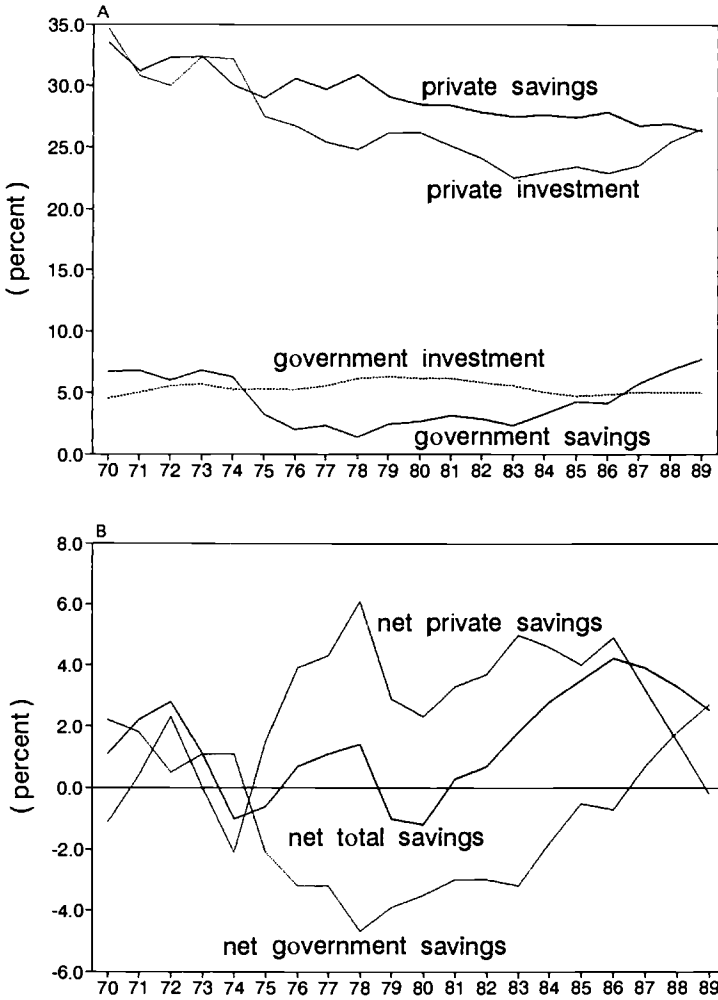 A
35.0
30.0
25.0
20.0
15.0
10.0
5.0
0.0
( percent )
private savings
private investment
government investment
government savings
70 71 72 73 74 75 76 77 78 79 80 81 82 83 84 85 86 87 88 89
B
8.0
6.0
4.0
2.0
0.0
-2.0
-4.0
-6.0
( percent )
net private savings
net total savings
net government savings
70 71 72 73 74 75 76 77 78 79 80 81 82 83 84 85 86 87 88 89